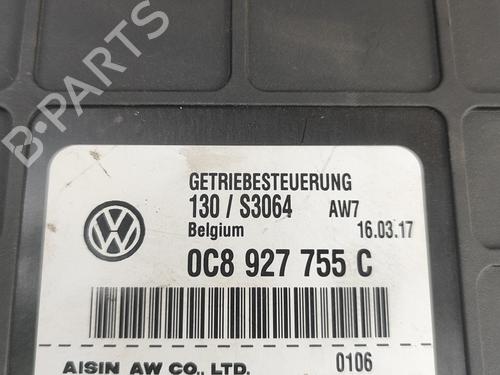 B-PARTS
GETRIEBESTEUERUNG
130 / S3064 AW7
Belgium 16.03.17
0C8 927 755 C
AISIN AW CO., LTD. 0106